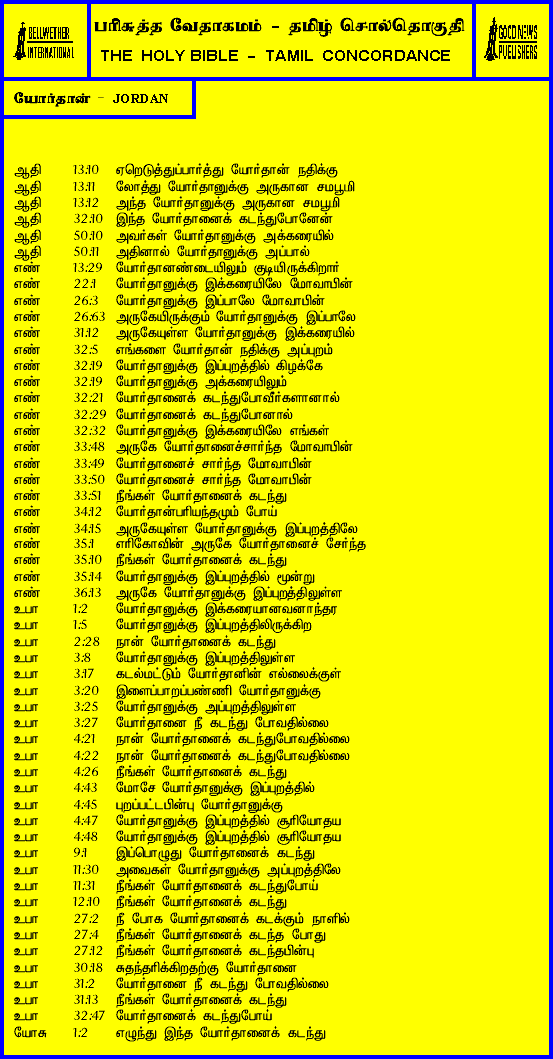 BELLWETHER
INTERNATIONAL
பரிசுத்த வேதாகமம் - தமிழ் சொல்தொகுதி
THE HOLY BIBLE - TAMIL CONCORDANCE
GOOD NEWS
PUBLISHERS
யோர்தான் - JORDAN
ஆதி 13:10 ஏறெடுத்துப்பார்த்து யோர்தான் நதிக்கு
ஆதி 13:11 லோத்து யோர்தானுக்கு அருகான சமபூமி
ஆதி 13:12 அந்த யோர்தானுக்கு அருகான சமபூமி
ஆதி 32:10 இந்த யோர்தானைக் கடந்துபோனேன்
ஆதி 50:10 அவர்கள் யோர்தானுக்கு அக்கரையில்
ஆதி 50:11 அதினால் யோர்தானுக்கு அப்பால்
எண் 13:29 யோர்தானண்டையிலும் குடியிருக்கிறார்
எண் 22:1 யோர்தானுக்கு இக்கரையிலே மோவாபின்
எண் 26:3 யோர்தானுக்கு இப்பாலே மோவாபின்
எண் 26:63 அருகேயிருக்கும் யோர்தானுக்கு இப்பாலே
எண் 31:12 அருகேயுள்ள யோர்தானுக்கு இக்கரையில்
எண் 32:5 எங்களை யோர்தான் நதிக்கு அப்புறம்
எண் 32:19 யோர்தானுக்கு இப்புறத்தில் கிழக்கே
எண் 32:19 யோர்தானுக்கு அக்கரையிலும்
எண் 32:21 யோர்தானைக் கடந்துபோவீர்களானால்
எண் 32:29 யோர்தானைக் கடந்துபோனால்
எண் 32:32 யோர்தானுக்கு இக்கரையிலே எங்கள்
எண் 33:48 அருகே யோர்தானைச்சார்ந்த மோவாபின்
எண் 33:49 யோர்தானைச் சார்ந்த மோவாபின்
எண் 33:50 யோர்தானைச் சார்ந்த மோவாபின்
எண் 33:51 நீங்கள் யோர்தானைக் கடந்து
எண் 34:12 யோர்தான்பரியந்தமும் போய்
எண் 34:15 அருகேயுள்ள யோர்தானுக்கு இப்புறத்திலே
எண் 35:1 எரிகோவின் அருகே யோர்தானைச் சேர்ந்த
எண் 35:10 நீங்கள் யோர்தானைக் கடந்து
எண் 35:14 யோர்தானுக்கு இப்புறத்தில் மூன்று
எண் 36:13 அருகே யோர்தானுக்கு இப்புறத்திலுள்ள
உபா 1:2 யோர்தானுக்கு இக்கரையானவனாந்தர
உபா 1:5 யோர்தானுக்கு இப்புறத்திலிருக்கிற
உபா 2:28 நான் யோர்தானைக் கடந்து
உபா 3:8 யோர்தானுக்கு இப்புறத்திலுள்ள
உபா 3:17 கடல்மட்டும் யோர்தானின் எல்லைக்குள்
உபா 3:20 இளைப்பாறப்பண்ணி யோர்தானுக்கு
உபா 3:25 யோர்தானுக்கு அப்புறத்திலுள்ள
உபா 3:27 யோர்தானை நீ கடந்து போவதில்லை
உபா 4:21 நான் யோர்தானைக் கடந்துபோவதில்லை
உபா 4:22 நான் யோர்தானைக் கடந்துபோவதில்லை
உபா 4:26 நீங்கள் யோர்தானைக் கடந்து
உபா 4:43 மோசே யோர்தானுக்கு இப்புறத்தில்
உபா 4:45 புறப்பட்டபின்பு யோர்தானுக்கு
உபா 4:47 யோர்தானுக்கு இப்புறத்தில் சூரியோதய
உபா 4:48 யோர்தானுக்கு இப்புறத்தில் சூரியோதய
உபா 9:1 இப்பொழுது யோர்தானைக் கடந்து
உபா 11:30 அவைகள் யோர்தானுக்கு அப்புறத்திலே
உபா 11:31 நீங்கள் யோர்தானைக் கடந்துபோய்
உபா 12:10 நீங்கள் யோர்தானைக் கடந்து
உபா 27:2 நீ போக யோர்தானைக் கடக்கும் நாளில்
உபா 27:4 நீங்கள் யோர்தானைக் கடந்த போது
உபா 27:12 நீங்கள் யோர்தானைக் கடந்தபின்பு
உபா 30:18 சுதந்தரிக்கிறதற்கு யோர்தானை
உபா 31:2 யோர்தானை நீ கடந்து போவதில்லை
உபா 31:13 நீங்கள் யோர்தானைக் கடந்து
உபா 32:47 யோர்தானைக் கடந்துபோய்
யோசு 1:2 எழுந்து இந்த யோர்தானைக் கடந்து